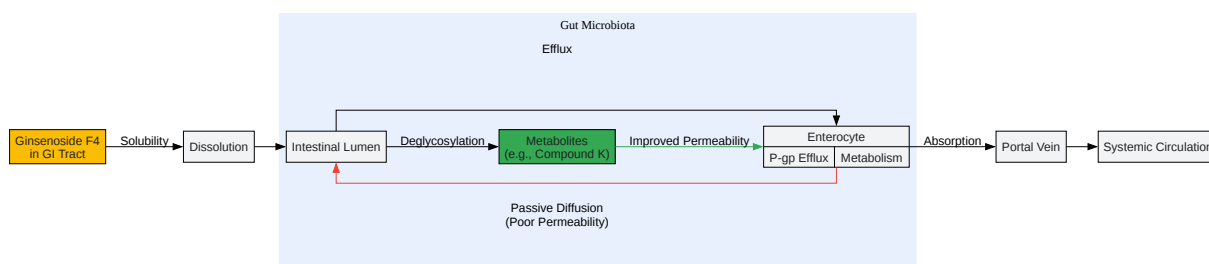 Gut Microbiota
Efflux
Ginsenoside F4
in GI Tract
Solubility
Dissolution
Intestinal Lumen
Deglycosylation
Metabolites
(e.g., Compound K)
Improved Permeability
Enterocyte
P-gp Efflux
Metabolism
Absorption
Portal Vein
Systemic Circulation
Passive Diffusion
(Poor Permeability)